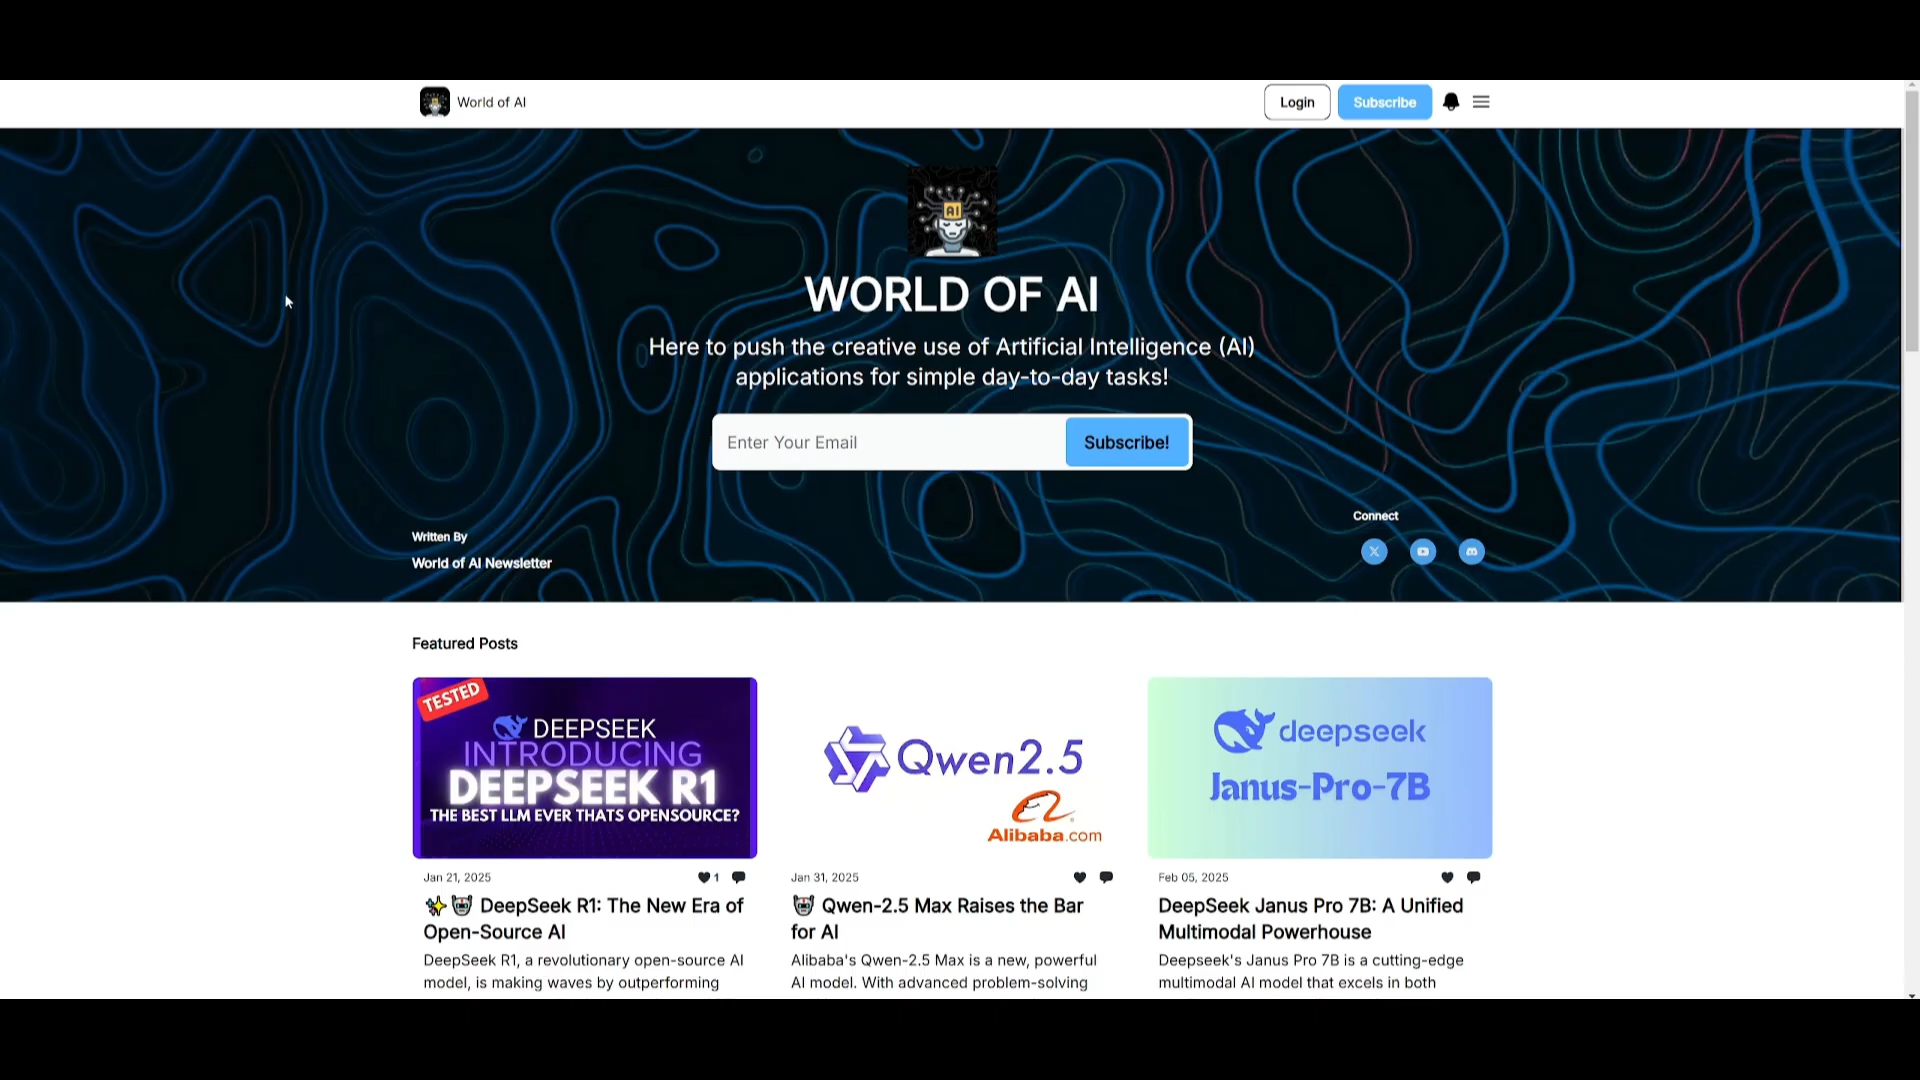 World of AI
Login
Subscribe
AI
WORLD OF AI
Here to push the creative use of Artificial Intelligence (AI)
applications for simple day-to-day tasks!
Enter Your Email
Subscribe!
Connect
Written By
World of AI Newsletter
Featured Posts
TESTED
DEEPSEEK
INTRODUCING
DEEPSEEK R1
THE BEST LLM EVER THATS OPENSOURCE?
Jan 21, 2025
1
DeepSeek R1: The New Era of
Open-Source AI
DeepSeek R1, a revolutionary open-source AI
model, is making waves by outperforming
Qwen2.5
Alibaba.com
Jan 31, 2025
Qwen-2.5 Max Raises the Bar
for AI
Alibaba's Qwen-2.5 Max is a new, powerful
AI model. With advanced problem-solving
deepseek
Janus-Pro-7B
Feb 05, 2025
DeepSeek Janus Pro 7B: A Unified
Multimodal Powerhouse
Deepseek's Janus Pro 7B is a cutting-edge
multimodal AI model that excels in both